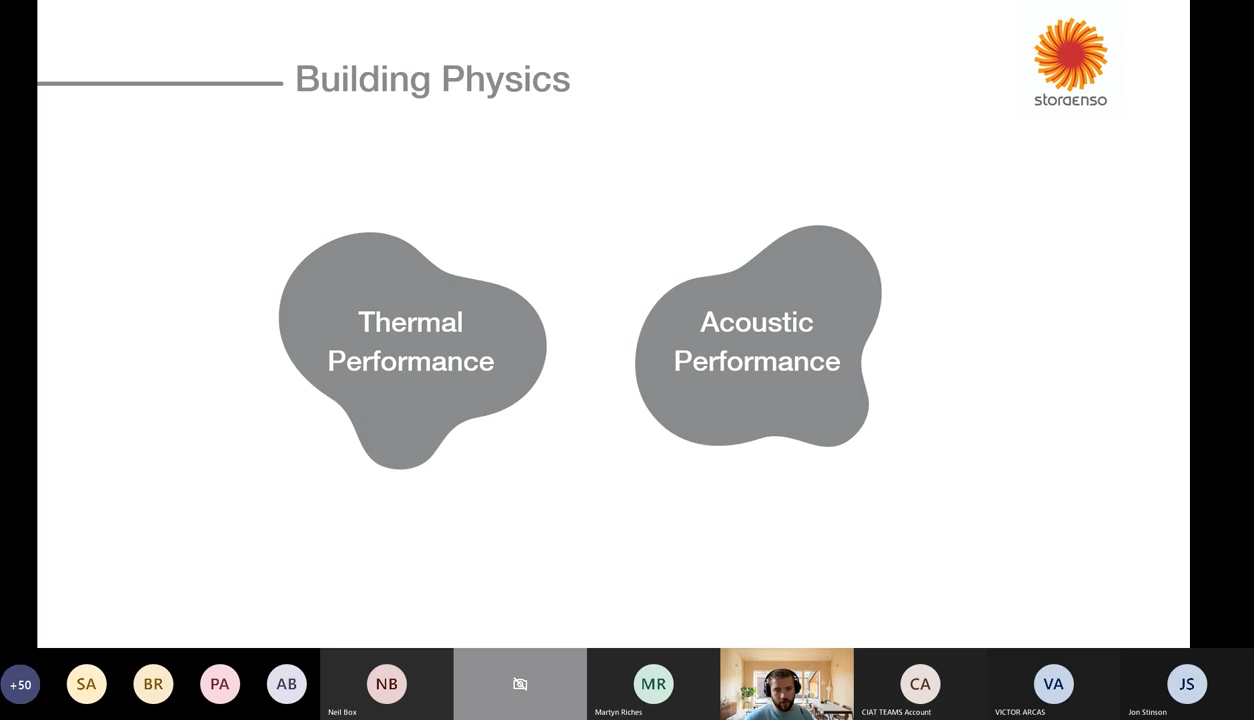 Building Physics
storaenso
Thermal
Performance
Acoustic
Performance
+50
SA
BR
PA
AB
NB
Neil Box
MR
Martyn Riches
CA
CIAT TEAMS Account
VA
VICTOR ARCAS
JS
Jon Stinson